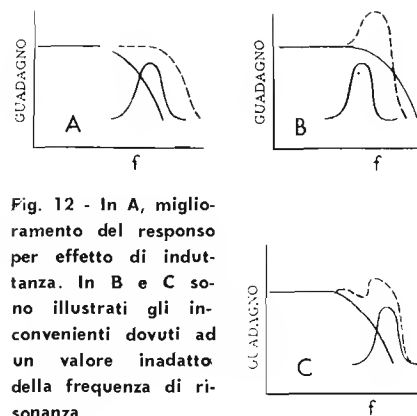 GUADAGNO
A
f
GUADAGNO
B
f
Fig. 12 - In A, miglio-
ramento del responso
per effetto di indut-
tanza. In B e C so-
no illustrati gli in-
convenienti dovuti ad
un valore inadatto
della frequenza di ri-
sonanza
GUADAGNO
C
f